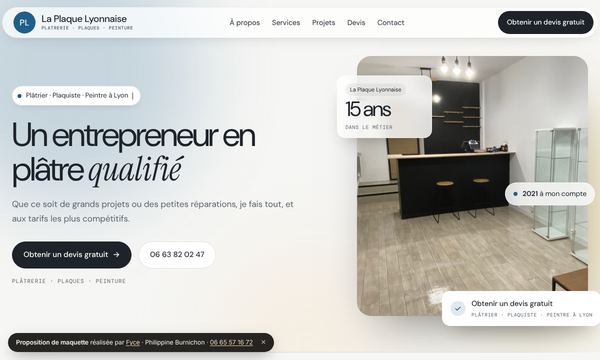 PL
La Plaque Lyonnaise
PLATRERIE · PLAQUES · PEINTURE
À propos
Services
Projets
Devis
Contact
Obtenir un devis gratuit
Plâtrier · Plaquiste · Peintre à Lyon |
Un entrepreneur en
plâtre qualifié
Que ce soit de grands projets ou des petites réparations, je fais tout, et
aux tarifs les plus compétitifs.
Obtenir un devis gratuit →
06 63 82 02 47
PLÂTRERIE · PLAQUES · PEINTURE
La Plaque Lyonnaise
15 ans
DANS LE MÉTIER
2021 à mon compte
Obtenir un devis gratuit
PLÂTRIER · PLAQUISTE · PEINTRE À LYON
Proposition de maquette réalisée par Fyce · Philippine Burnichon · 06 65 57 16 72 ×